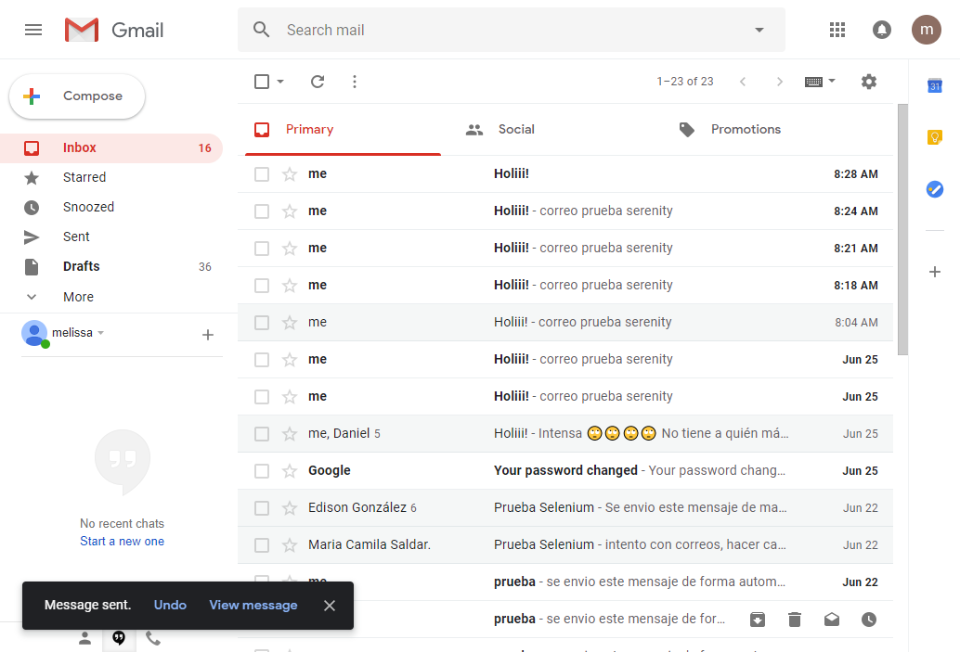 Gmail
Search mail
m
Compose
1–23 of 23
31
Primary
Social
Promotions
Inbox 16
Starred
Snoozed
Sent
Drafts 36
More
melissa
me Holiii! 8:28 AM
me Holiii! - correo prueba serenity 8:24 AM
me Holiii! - correo prueba serenity 8:21 AM
me Holiii! - correo prueba serenity 8:18 AM
me Holiii! - correo prueba serenity 8:04 AM
me Holiii! - correo prueba serenity Jun 25
me Holiii! - correo prueba serenity Jun 25
me, Daniel 5 Holiii! - Intensa 🙄🙄🙄🙄 No tiene a quién má… Jun 25
Google Your password changed - Your password chang… Jun 25
Edison González 6 Prueba Selenium - Se envio este mensaje de ma… Jun 22
Maria Camila Saldar. Prueba Selenium - intento con correos, hacer ca… Jun 22
me prueba - se envio este mensaje de forma autom… Jun 22
prueba - se envio este mensaje de for…
No recent chats
Start a new one
Message sent. Undo View message